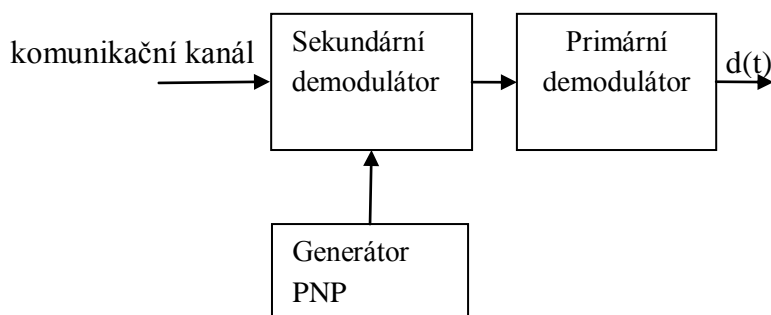 komunikační kanál
Sekundární
demodulátor
Primární
demodulátor
d(t)
Generátor
PNP